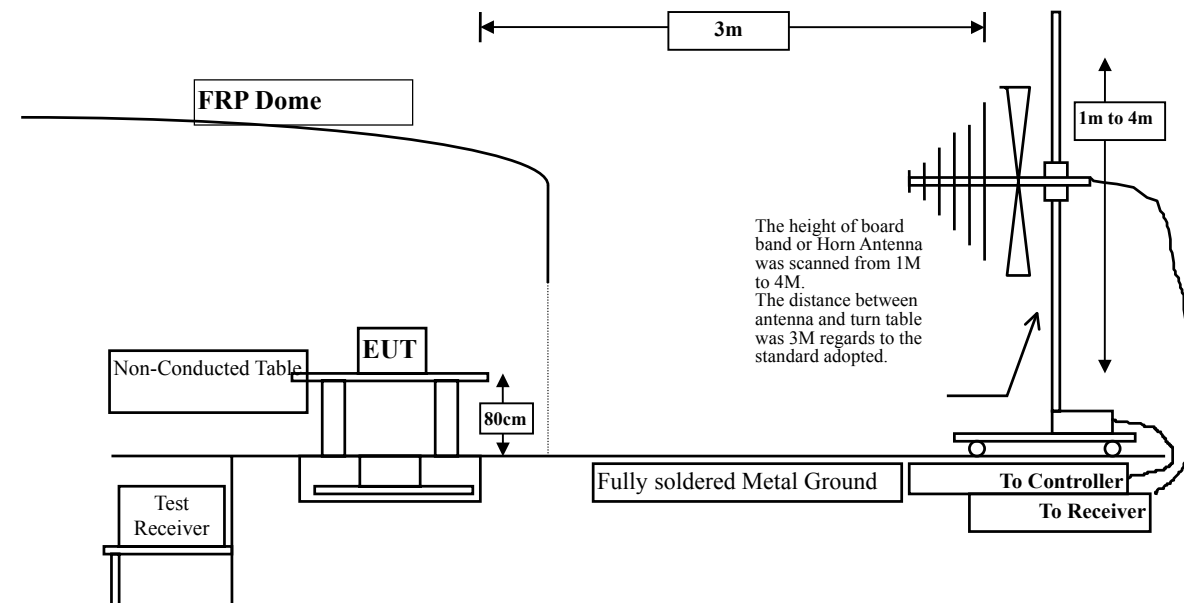 3m
FRP Dome
1m to 4m
The height of board
band or Horn Antenna
was scanned from 1M
to 4M.
The distance between
antenna and turn table
was 3M regards to the
standard adopted.
EUT
Non-Conducted Table
80cm
Fully soldered Metal Ground
To Controller
To Receiver
Test
Receiver